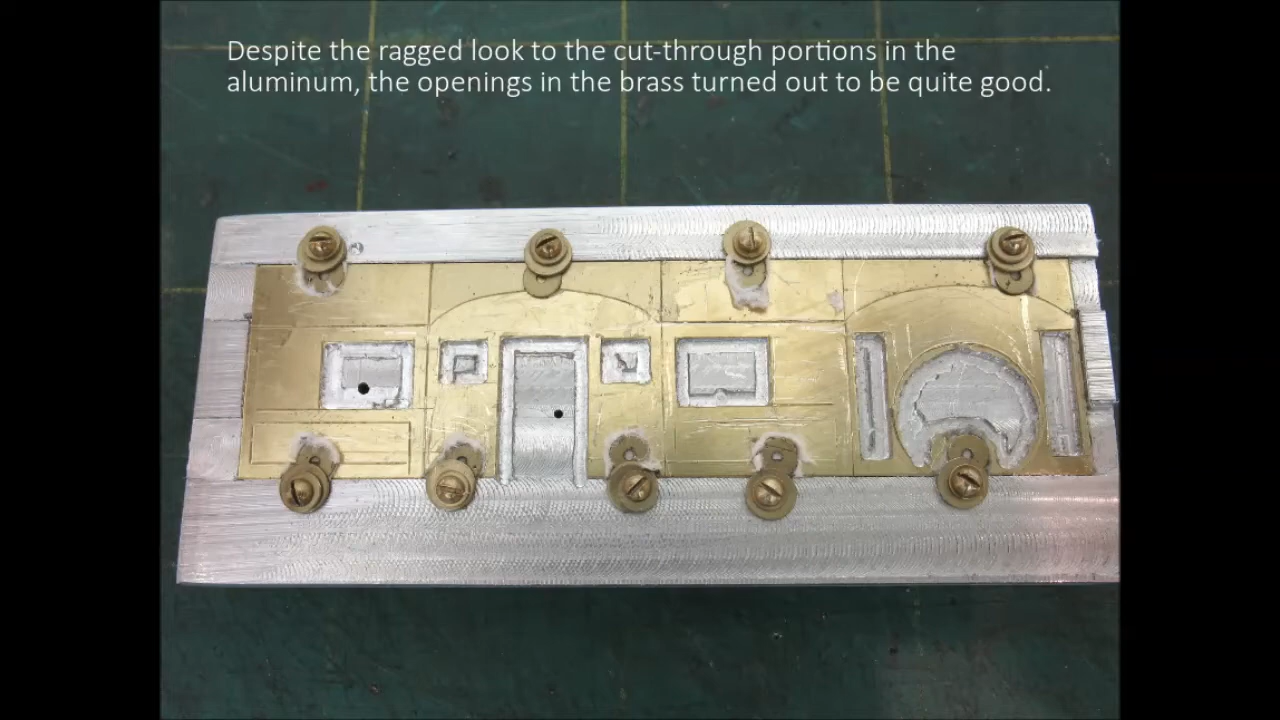 Despite the ragged look to the cut-through portions in the
aluminum, the openings in the brass turned out to be quite good.